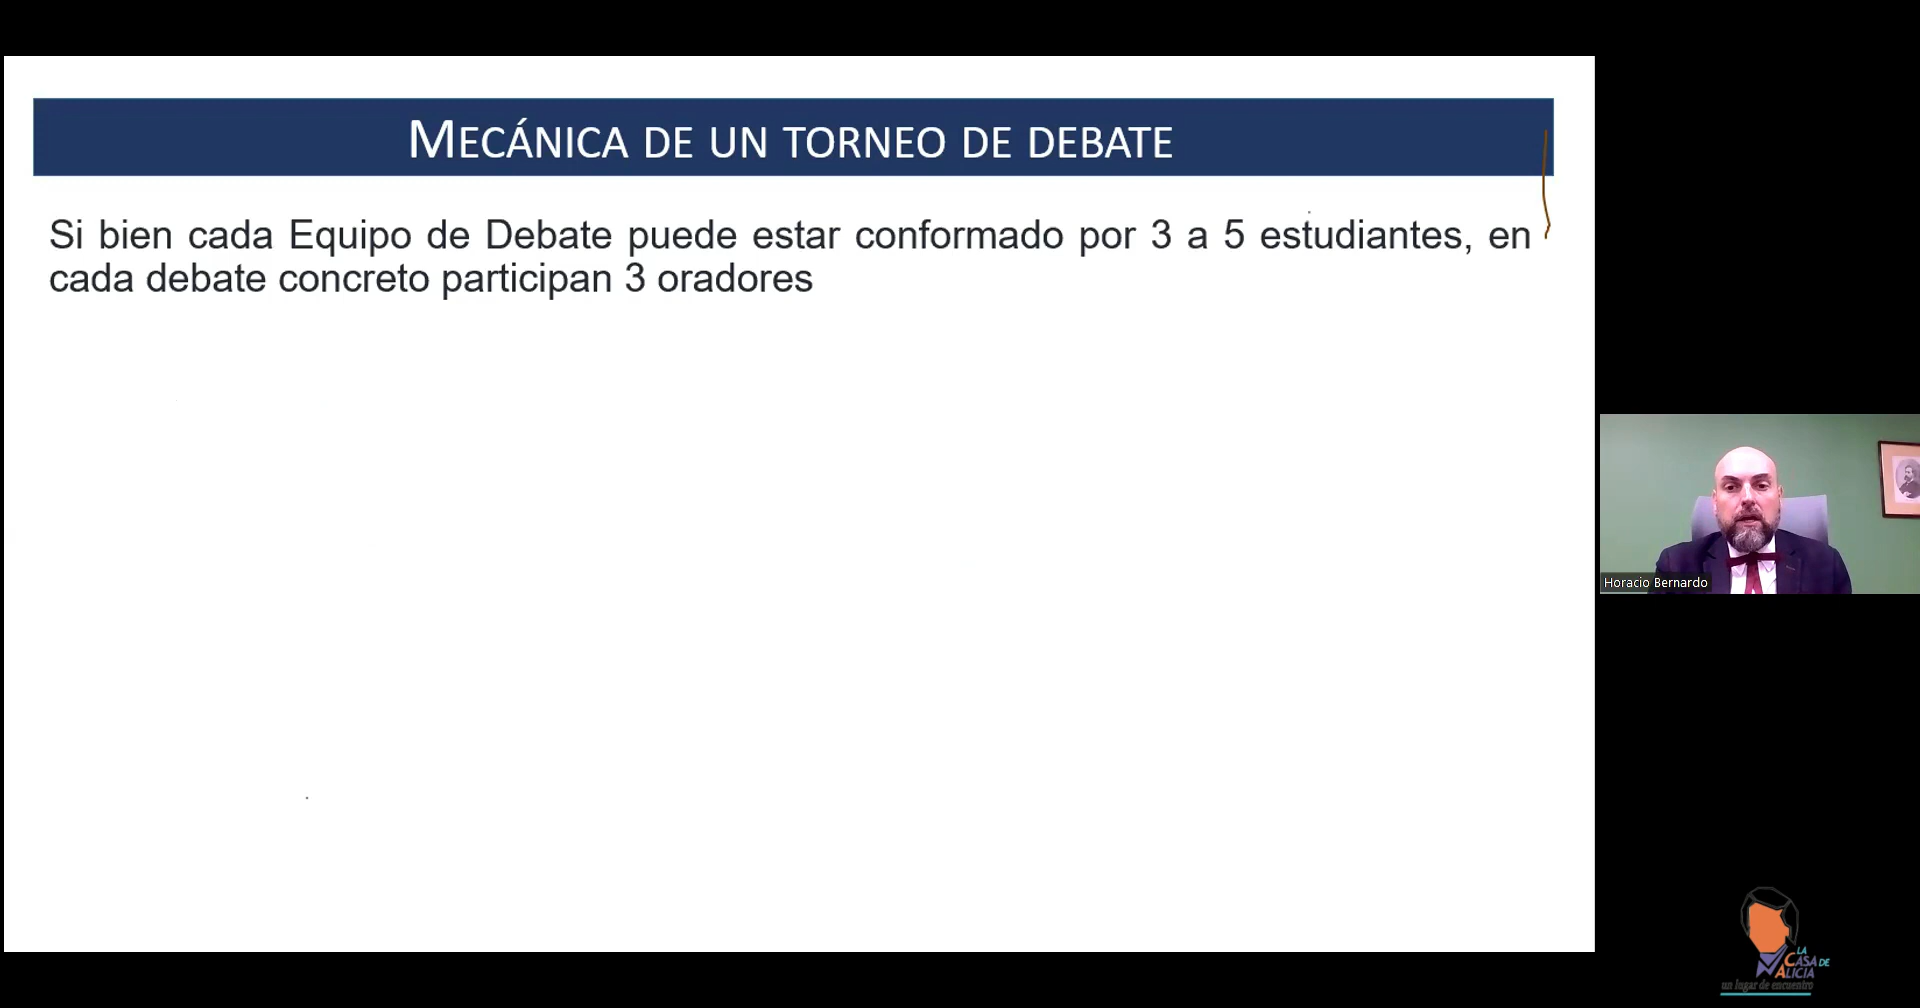 MECÁNICA DE UN TORNEO DE DEBATE
Si bien cada Equipo de Debate puede estar conformado por 3 a 5 estudiantes, en
cada debate concreto participan 3 oradores
Horacio Bernardo
LA
CASA DE
ALICIA
un lugar de encuentro